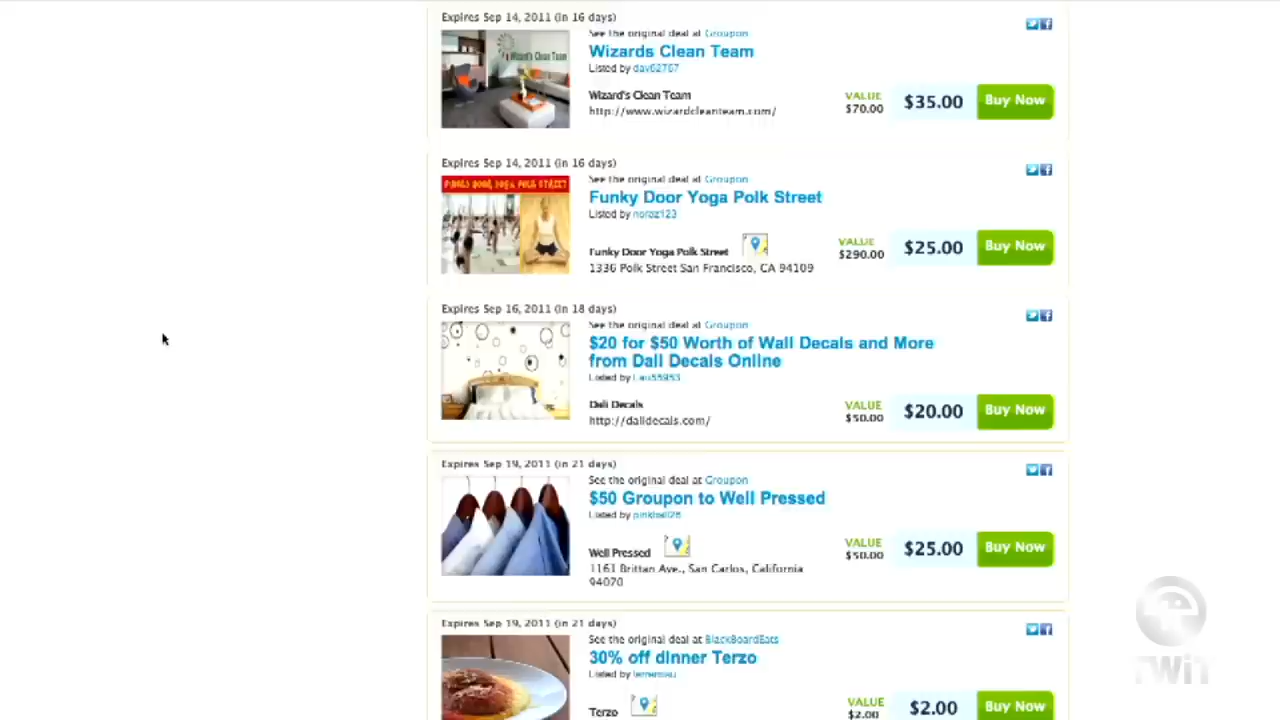 Expires Sep 14, 2011 (in 16 days)
See the original deal at Groupon
Wizards Clean Team
Listed by dav62767
Wizard's Clean Team
http://www.wizardcleanteam.com/
VALUE
$70.00
$35.00
Buy Now
Expires Sep 14, 2011 (in 16 days)
See the original deal at Groupon
Funky Door Yoga Polk Street
Listed by noraz123
Funky Door Yoga Polk Street
1336 Polk Street San Francisco, CA 94109
VALUE
$290.00
$25.00
Buy Now
Expires Sep 16, 2011 (in 18 days)
See the original deal at Groupon
$20 for $50 Worth of Wall Decals and More
from Dali Decals Online
Listed by
Dali Decals
http://dalidecals.com/
VALUE
$50.00
$20.00
Buy Now
Expires Sep 19, 2011 (in 21 days)
See the original deal at Groupon
$50 Groupon to Well Pressed
Listed by
Well Pressed
1161 Brittan Ave., San Carlos, California
94070
VALUE
$50.00
$25.00
Buy Now
Expires Sep 19, 2011 (in 21 days)
See the original deal at BlackBoardEats
30% off dinner Terzo
Listed by
Terzo
VALUE
$2.00
$2.00
Buy Now
TWiT